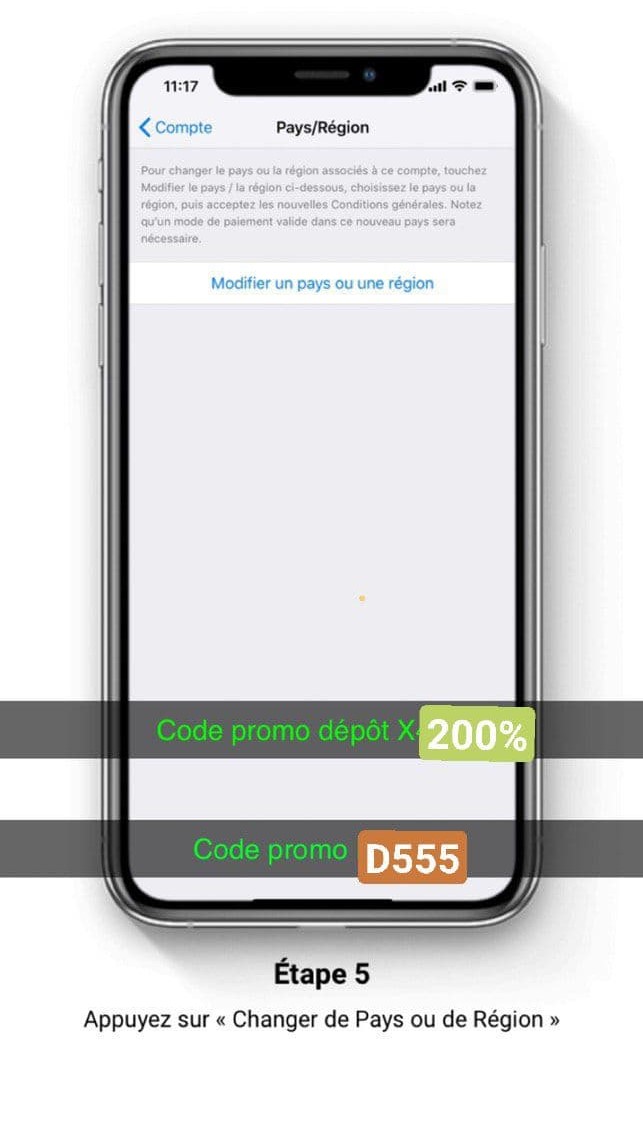 11:17
Compte
Pays/Région
Pour changer le pays ou la région associés à ce compte, touchez
Modifier le pays / la région ci-dessous, choisissez le pays ou la
région, puis acceptez les nouvelles Conditions générales. Notez
qu'un mode de paiement valide dans ce nouveau pays sera
nécessaire.
Modifier un pays ou une région
Code promo dépôt X 200%
Code promo D555
Étape 5
Appuyez sur « Changer de Pays ou de Région »